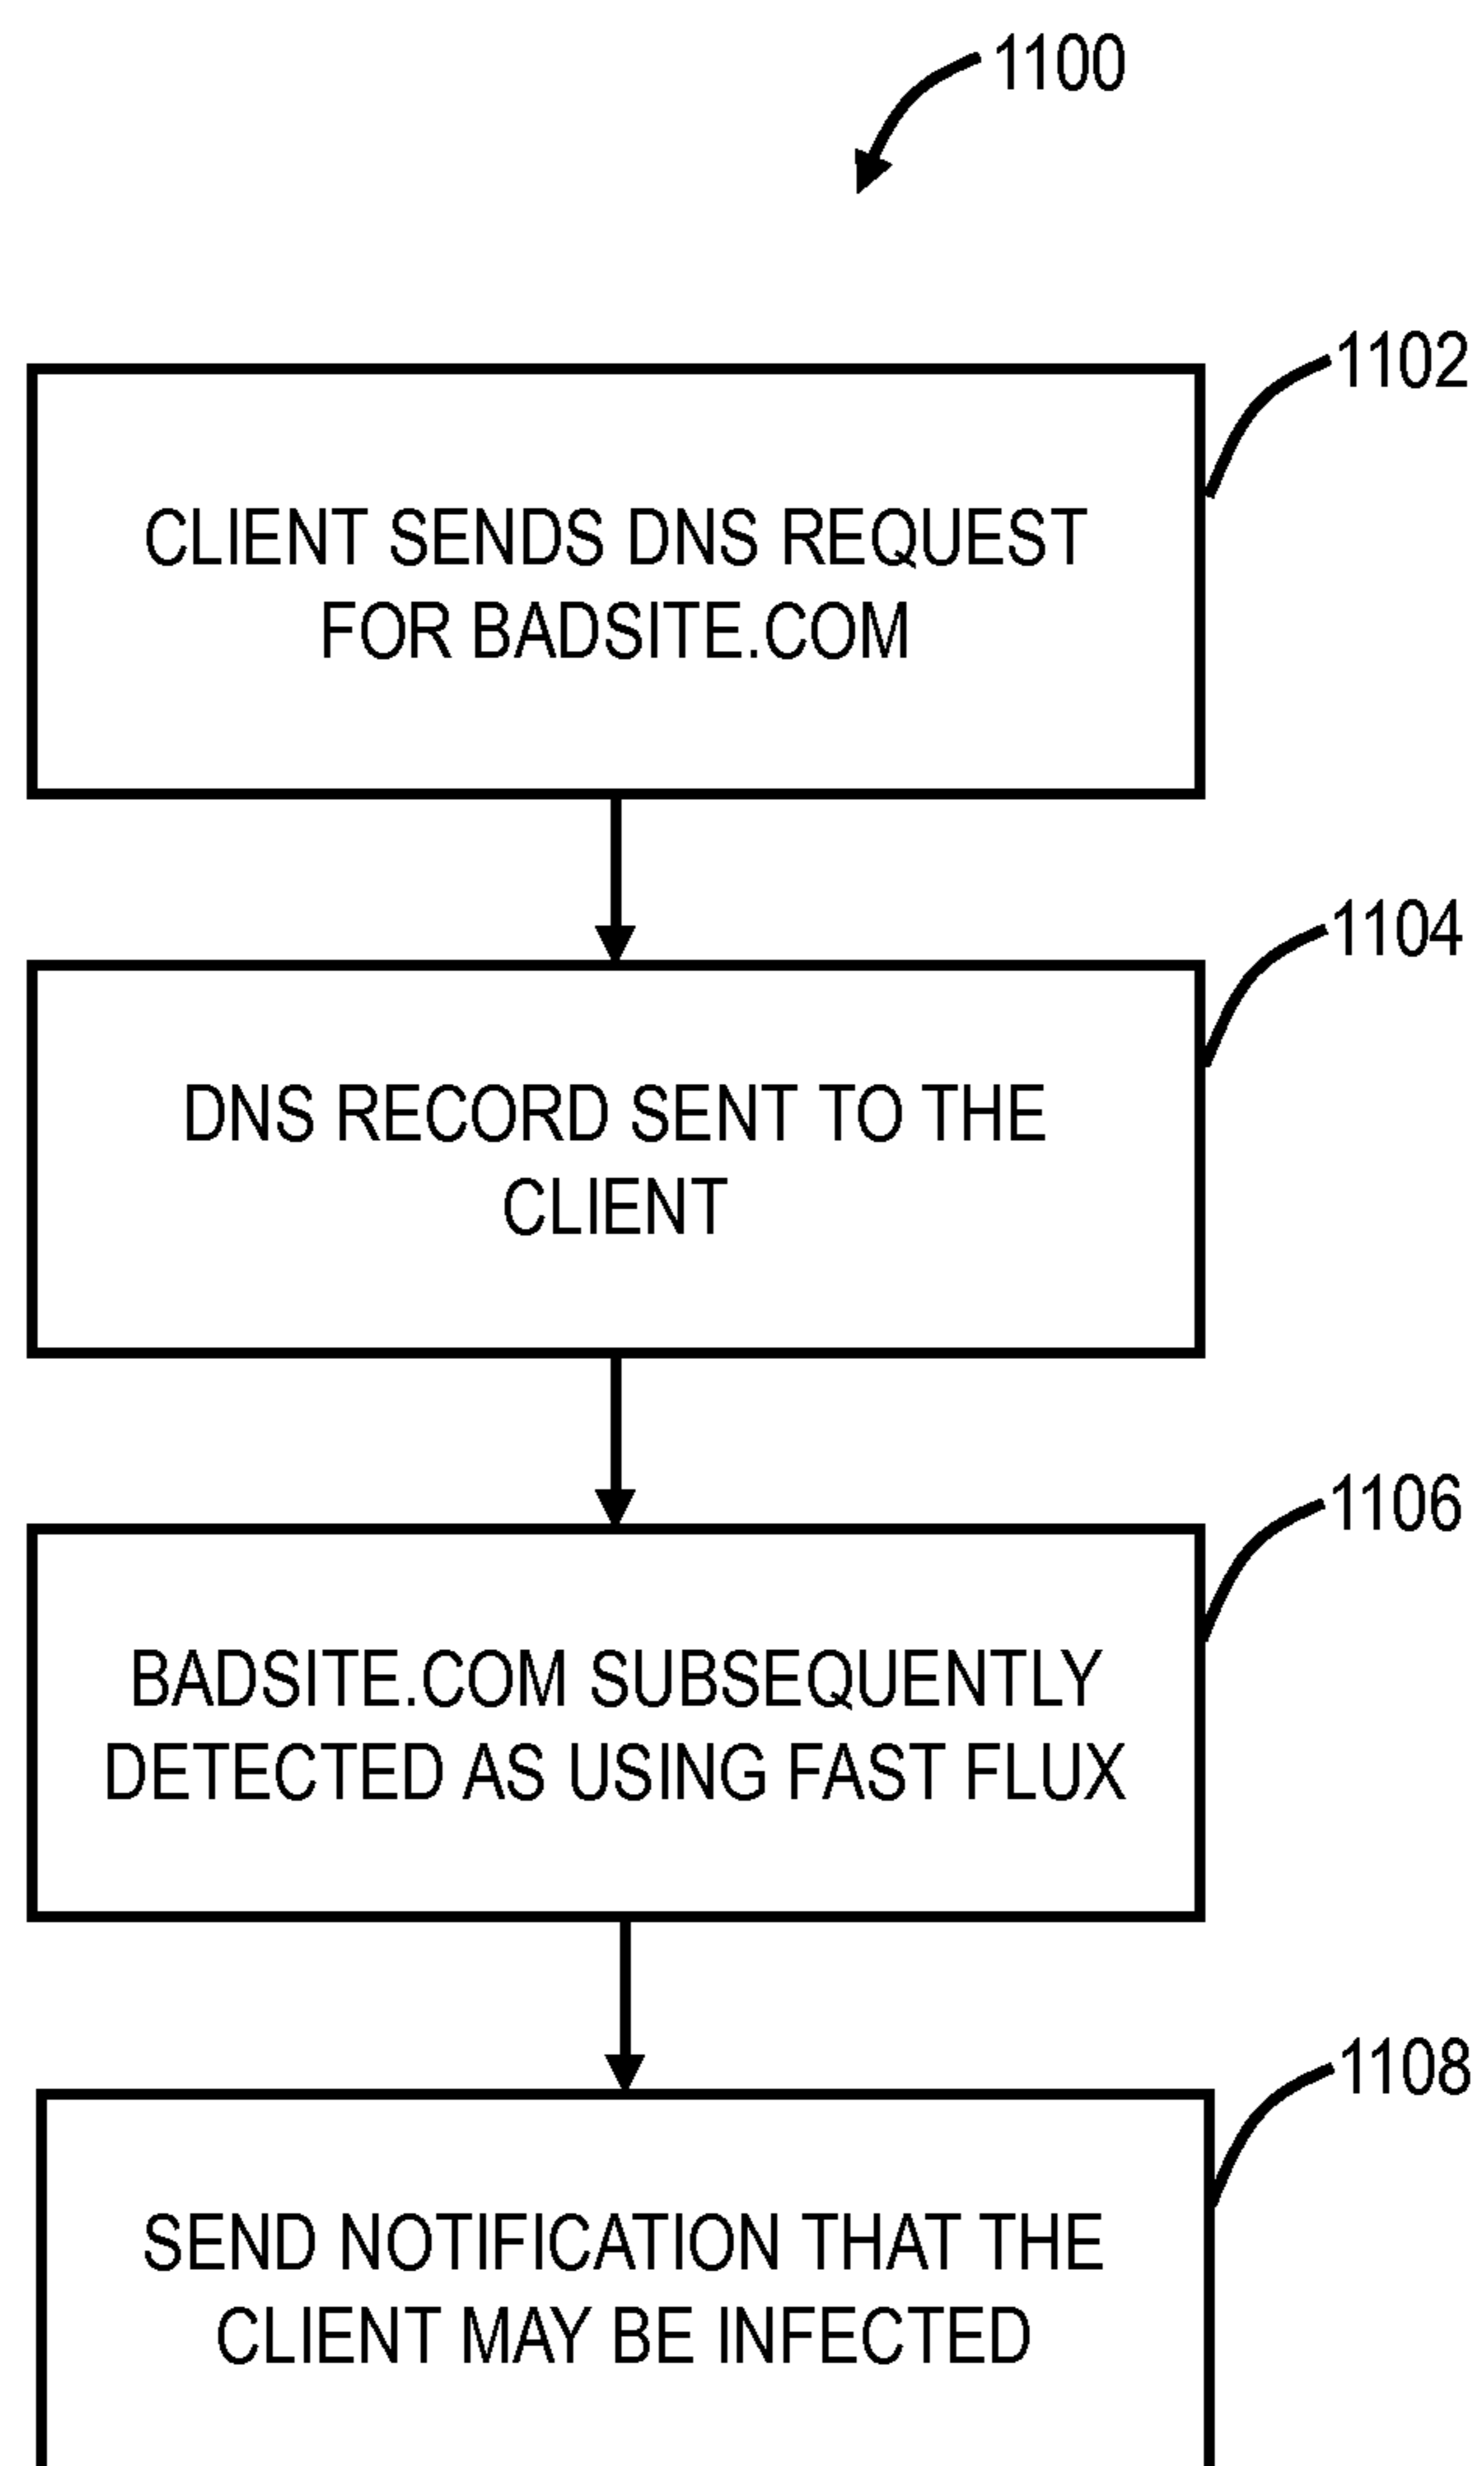 1100
1102
CLIENT SENDS DNS REQUEST
FOR BADSITE.COM
1104
DNS RECORD SENT TO THE
CLIENT
1106
BADSITE.COM SUBSEQUENTLY
DETECTED AS USING FAST FLUX
1108
SEND NOTIFICATION THAT THE
CLIENT MAY BE INFECTED